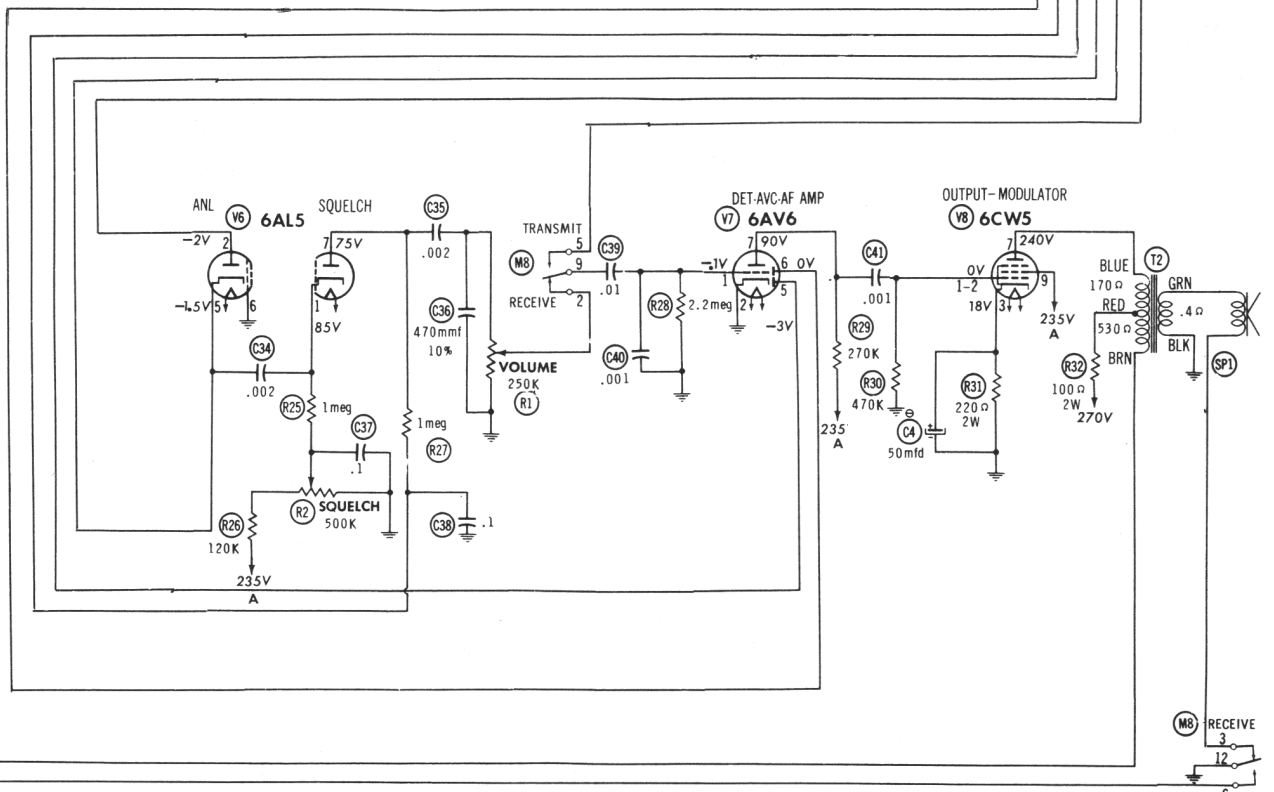 ANL
V6 6AL5
SQUELCH
-2V 2
7 75V
-1.5V 5
6
1
85V
C34
.002
R25 1meg
C37
.1
R2 SQUELCH
500K
R26
120K
235V
A
C35
.002
C36
470mmf
10%
1meg
R27
C38 .1
VOLUME
250K
R1
TRANSMIT
5
M8 9
RECEIVE 2
C39
.01
R28 2.2meg
C40
.001
DET-AVC-AF AMP
V7 6AV6
7 90V
-.1V 6 0V
1
2
5
-3V
C41
.001
R29
270K
R30
470K
235
A
OUTPUT-MODULATOR
V8 6CW5
7 240V
0V
1-2
9
18V 3
235V
A
R31
220Ω
2W
C4
50mfd
BLUE T2
170Ω GRN
RED .4Ω
530Ω
BRN BLK
R32
100Ω
2W
270V
SP1
M8 RECEIVE
3
12